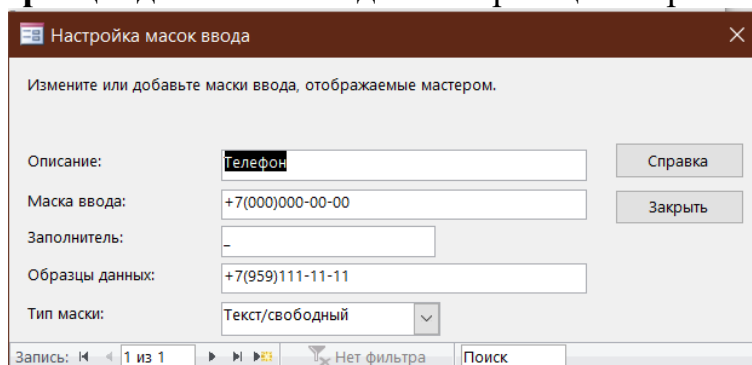 Настройка масок ввода
Измените или добавьте маски ввода, отображаемые мастером.
Описание: Телефон Справка
Маска ввода: +7(000)000-00-00 Закрыть
Заполнитель: _
Образцы данных: +7(959)111-11-11
Тип маски: Текст/свободный
Запись: 1 из 1 Нет фильтра Поиск